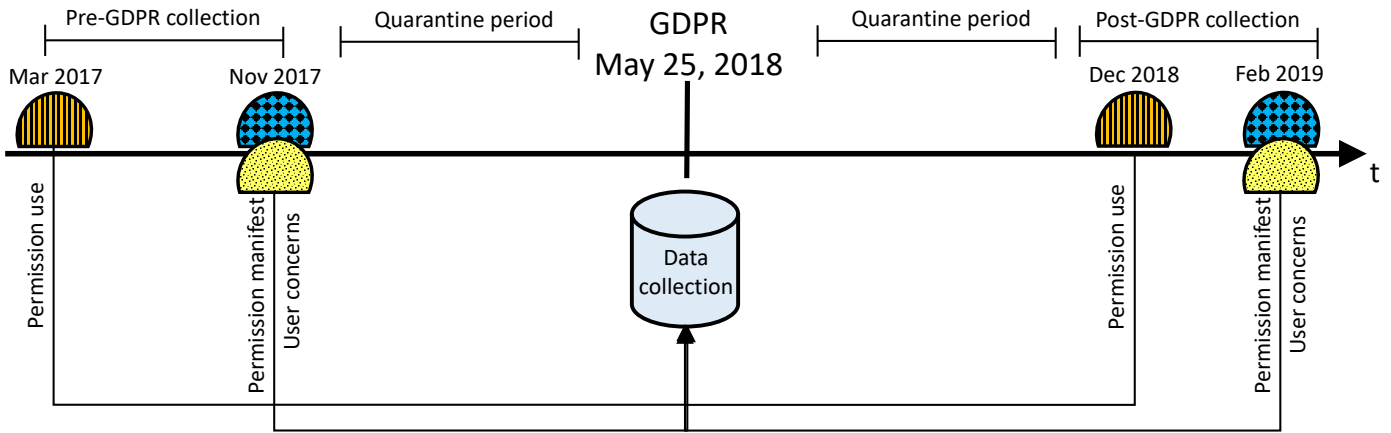 Pre-GDPR collection
Quarantine period
GDPR
May 25, 2018
Quarantine period
Post-GDPR collection
Mar 2017
Nov 2017
Dec 2018
Feb 2019
t
Permission use
Permission manifest
User concerns
Data
collection
Permission use
Permission manifest
User concerns